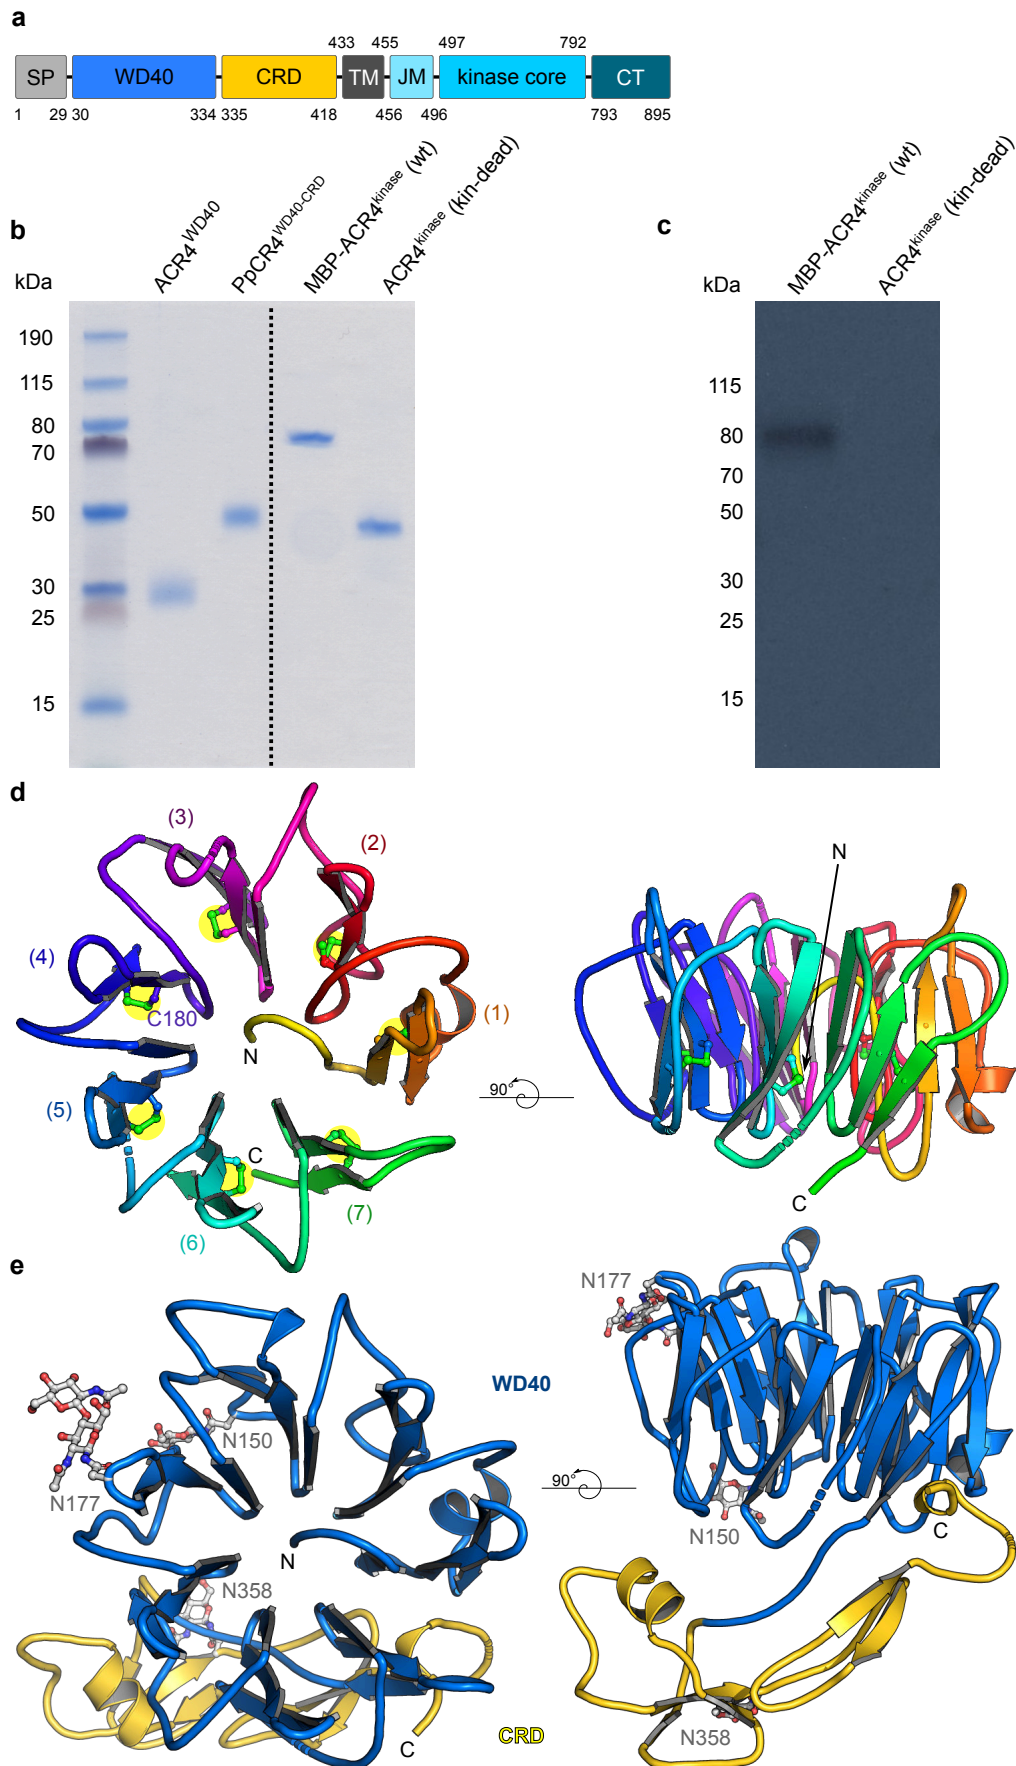 a
433 455 497 792
SP WD40 CRD TM JM kinase core CT
1 29 30 334 335 418 456 496 793 895
b
kDa
ACR4WD40
PpCR4WD40-CRD
MBP-ACR4kinase (wt)
ACR4kinase (kin-dead)
190
115
80
70
50
30
25
15
c
kDa
MBP-ACR4kinase (wt)
ACR4kinase (kin-dead)
115
80
70
50
30
25
15
d
(3)
(2)
(4)
C180
N
(1)
(5)
C
(7)
(6)
90°
N
C
e
N177
N150
N
N358
C
WD40
90°
CRD
N177
N150
C
N358